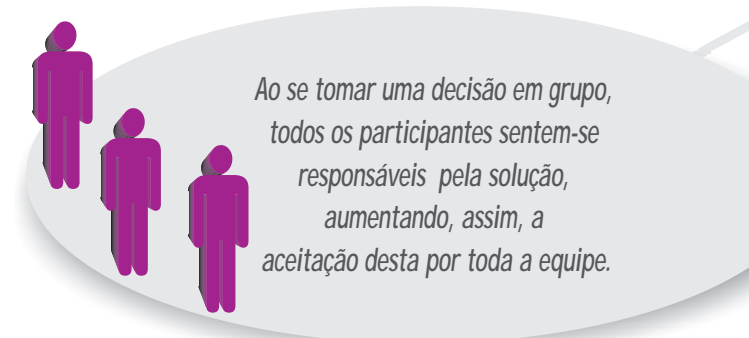 Ao se tomar uma decisão em grupo,
todos os participantes sentem-se
responsáveis pela solução,
aumentando, assim, a
aceitação desta por toda a equipe.